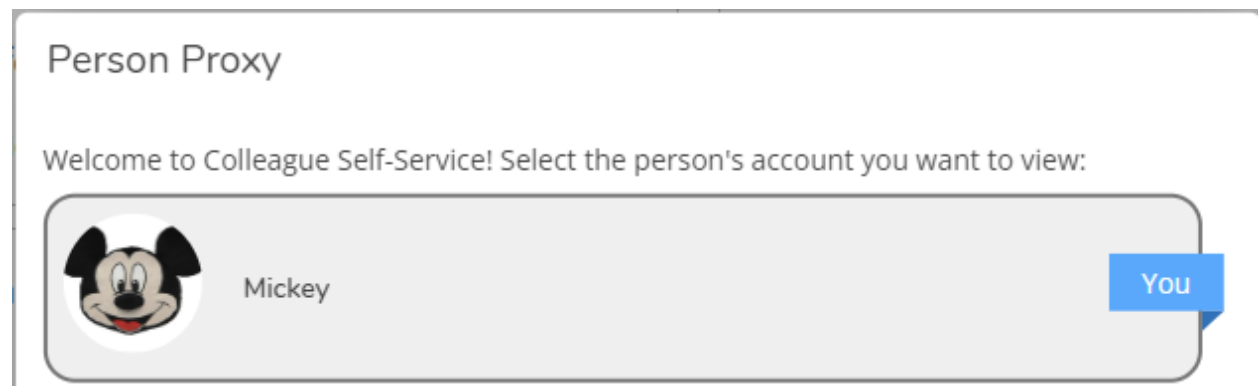 Person Proxy
Welcome to Colleague Self-Service! Select the person's account you want to view:
Mickey
You